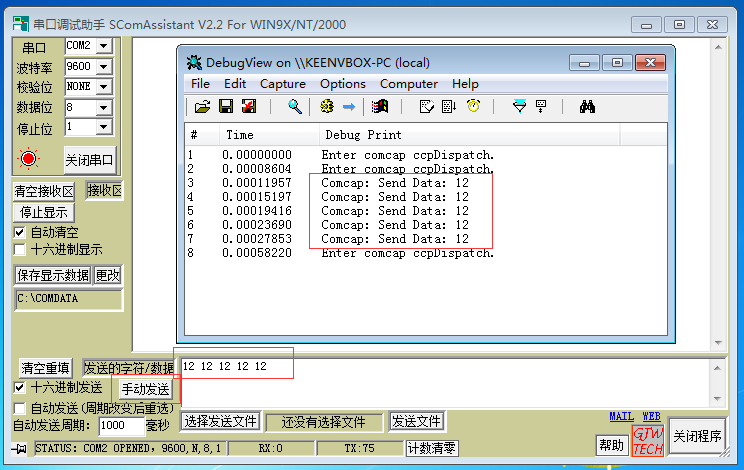 串口调试助手 SComAssistant V2.2 For WIN9X/NT/2000
串口 COM2
波特率 9600
校验位 NONE
数据位 8
停止位 1
关闭串口
清空接收区 接收区
停止显示
自动清空
十六进制显示
保存显示数据 更改
C:\COMDATA
DebugView on \\KEENVBOX-PC (local)
File Edit Capture Options Computer Help
# Time Debug Print
1 0.00000000 Enter comcap ccpDispatch.
2 0.00008604 Enter comcap ccpDispatch.
3 0.00011957 Comcap: Send Data: 12
4 0.00015197 Comcap: Send Data: 12
5 0.00019416 Comcap: Send Data: 12
6 0.00023690 Comcap: Send Data: 12
7 0.00027853 Comcap: Send Data: 12
8 0.00058220 Enter comcap ccpDispatch.
清空重填 发送的字符/数据 12 12 12 12 12
十六进制发送 手动发送
自动发送(周期改变后重选)
自动发送周期: 1000 毫秒 选择发送文件 还没有选择文件 发送文件
MAIL WEB
STATUS: COM2 OPENED, 9600,N,8,1 RX:0 TX:75 计数清零 帮助 GJW TECH 关闭程序